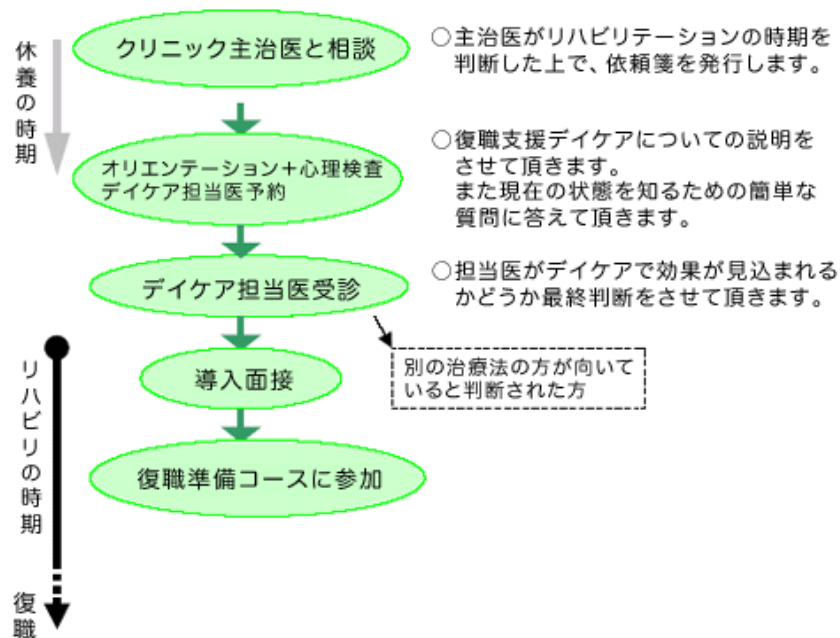 休養の時期
クリニック主治医と相談
○主治医がリハビリテーションの時期を
判断した上で、依頼箋を発行します。
オリエンテーション＋心理検査
デイケア担当医予約
○復職支援デイケアについての説明を
させて頂きます。
また現在の状態を知るための簡単な
質問に答えて頂きます。
デイケア担当医受診
○担当医がデイケアで効果が見込まれる
かどうか最終判断をさせて頂きます。
リハビリの時期
導入面接
別の治療法の方が向いて
いると判断された方
復職準備コースに参加
復職